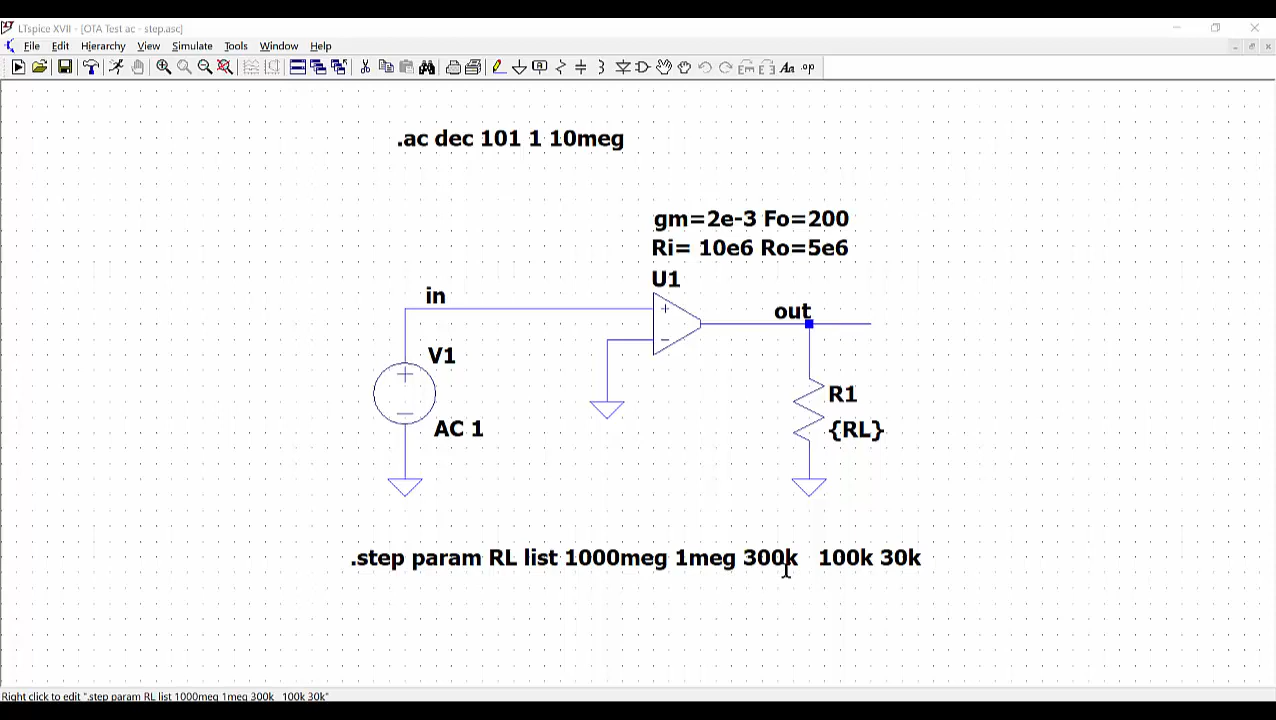 LTspice XVII - [OTA Test ac - step.asc]
File Edit Hierarchy View Simulate Tools Window Help
.ac dec 101 1 10meg
gm=2e-3 Fo=200
Ri= 10e6 Ro=5e6
U1
in
out
V1
R1
AC 1
{RL}
.step param RL list 1000meg 1meg 300k   100k 30k
Right click to edit ".step param RL list 1000meg 1meg 300k   100k 30k"